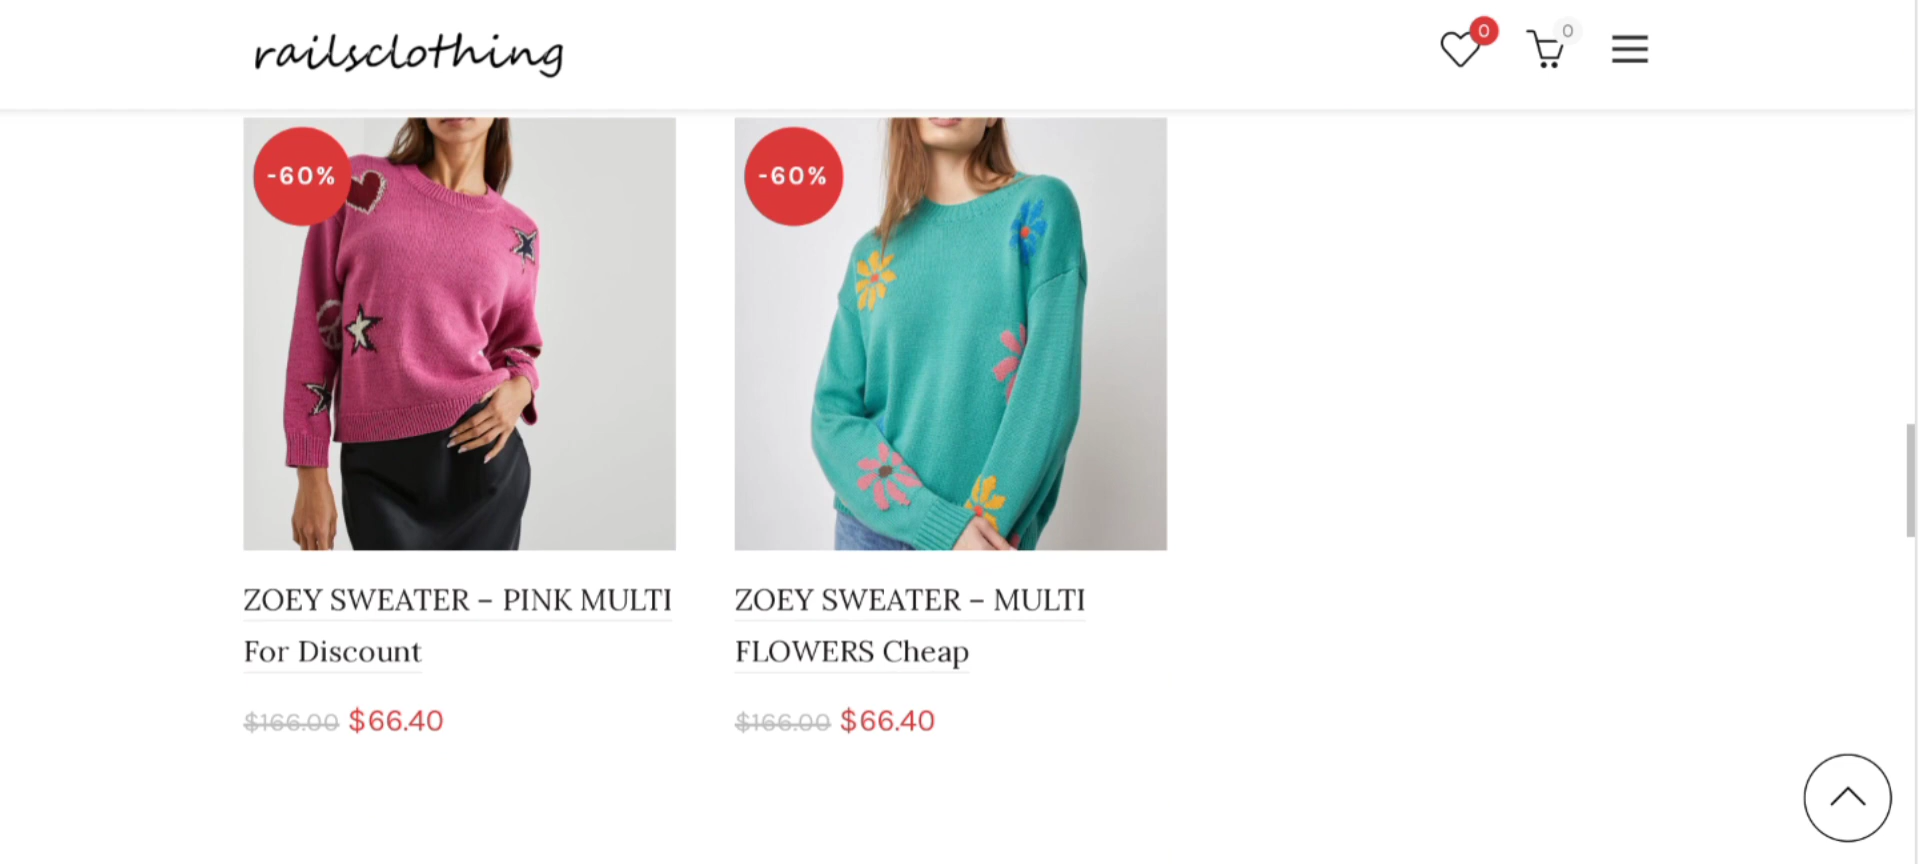 railsclothing
0
0
-60%
-60%
ZOEY SWEATER – PINK MULTI
For Discount
$166.00 $66.40
ZOEY SWEATER – MULTI
FLOWERS Cheap
$166.00 $66.40